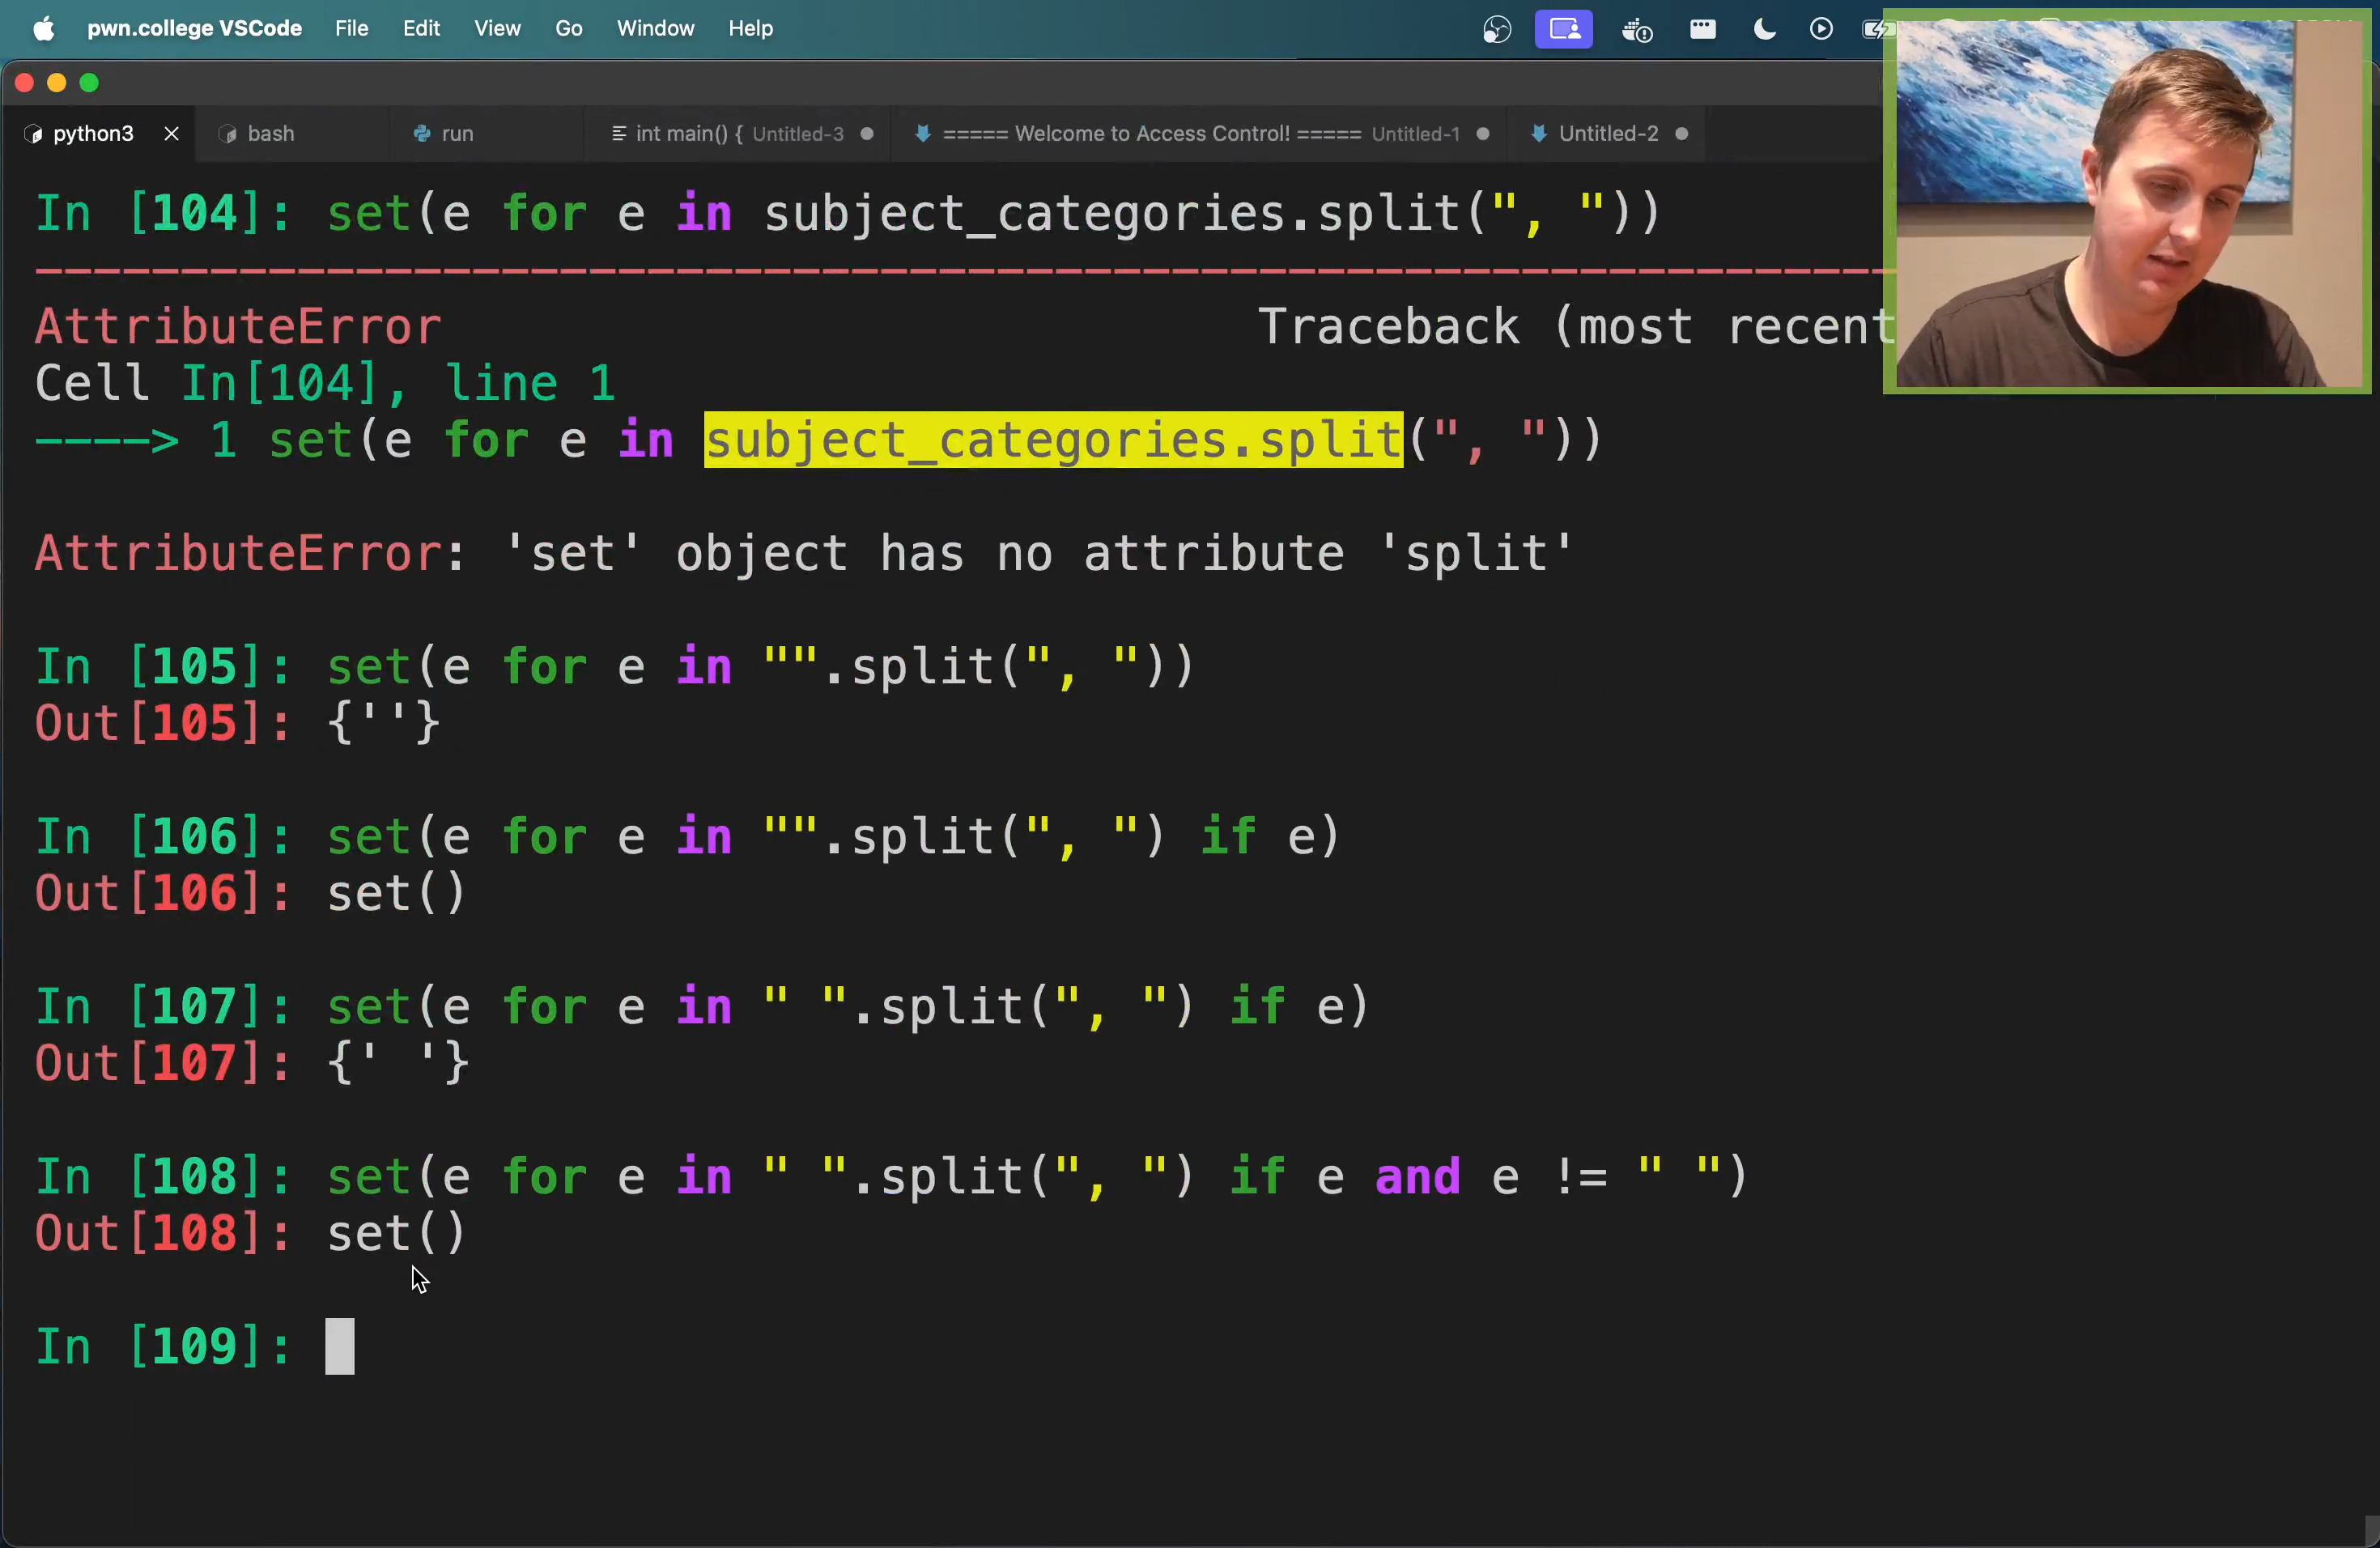 pwn.college VSCode File Edit View Go Window Help
python3 bash run int main() { Untitled-3 ===== Welcome to Access Control! ===== Untitled-1 Untitled-2
In [104]: set(e for e in subject_categories.split(", "))
---------------------------------------------------------------
AttributeError Traceback (most recent
Cell In[104], line 1
----> 1 set(e for e in subject_categories.split(", "))
AttributeError: 'set' object has no attribute 'split'
In [105]: set(e for e in "".split(", "))
Out[105]: {''}
In [106]: set(e for e in "".split(", ") if e)
Out[106]: set()
In [107]: set(e for e in " ".split(", ") if e)
Out[107]: {' '}
In [108]: set(e for e in " ".split(", ") if e and e != " ")
Out[108]: set()
In [109]: